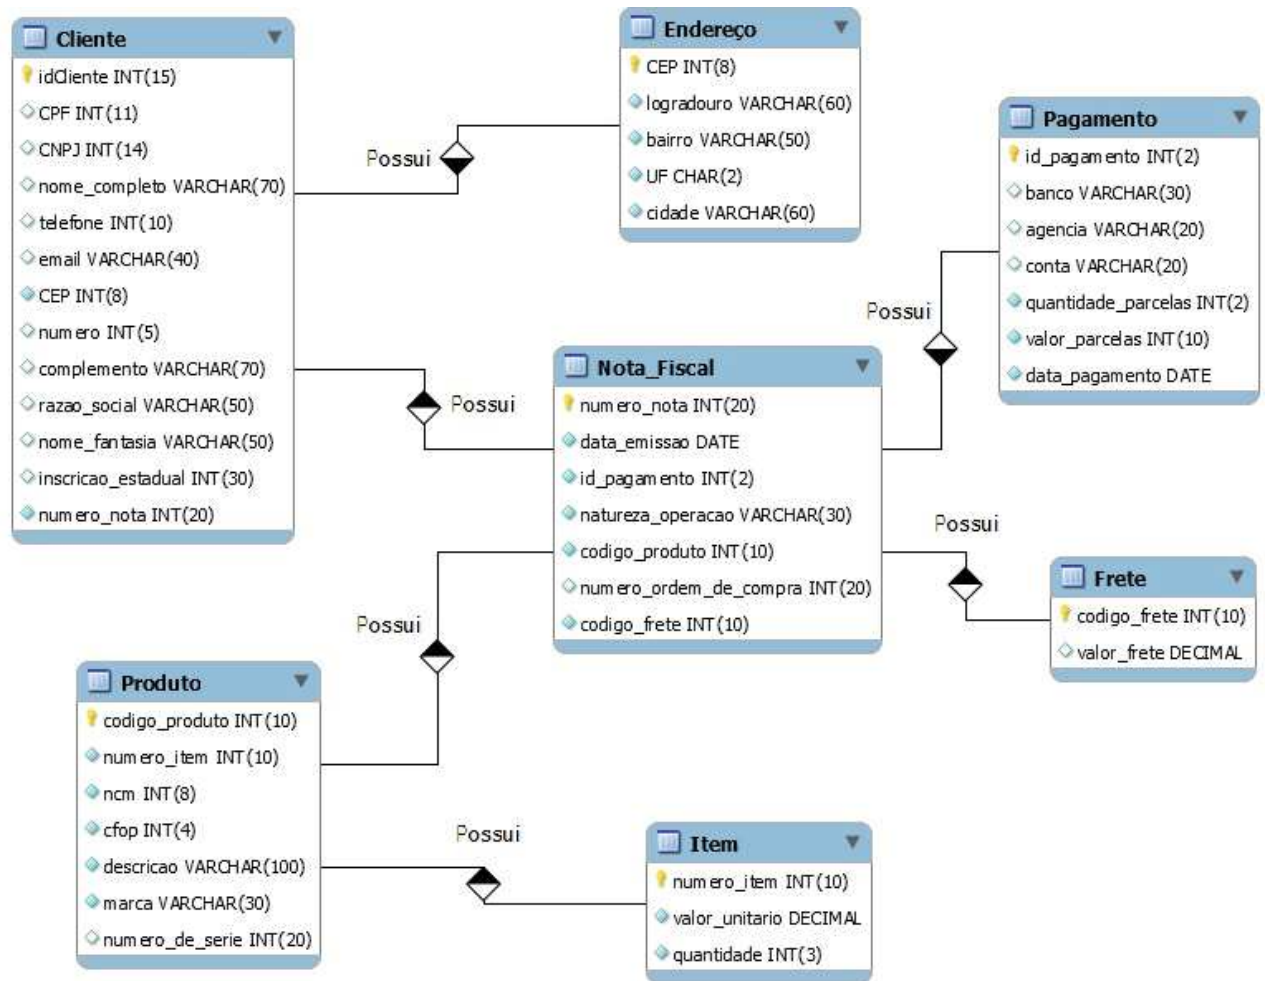 Cliente
idCliente INT(15)
CPF INT(11)
CNPJ INT(14)
nome_completo VARCHAR(70)
telefone INT(10)
email VARCHAR(40)
CEP INT(8)
numero INT(5)
complemento VARCHAR(70)
razao_social VARCHAR(50)
nome_fantasia VARCHAR(50)
inscricao_estadual INT(30)
numero_nota INT(20)
Possui
Endereço
CEP INT(8)
logradouro VARCHAR(60)
bairro VARCHAR(50)
UF CHAR(2)
cidade VARCHAR(60)
Pagamento
id_pagamento INT(2)
banco VARCHAR(30)
agencia VARCHAR(20)
conta VARCHAR(20)
quantidade_parcelas INT(2)
valor_parcelas INT(10)
data_pagamento DATE
Possui
Possui
Nota_Fiscal
numero_nota INT(20)
data_emissao DATE
id_pagamento INT(2)
natureza_operacao VARCHAR(30)
codigo_produto INT(10)
numero_ordem_de_compra INT(20)
codigo_frete INT(10)
Possui
Frete
codigo_frete INT(10)
valor_frete DECIMAL
Possui
Produto
codigo_produto INT(10)
numero_item INT(10)
ncm INT(8)
cfop INT(4)
descricao VARCHAR(100)
marca VARCHAR(30)
numero_de_serie INT(20)
Possui
Item
numero_item INT(10)
valor_unitario DECIMAL
quantidade INT(3)